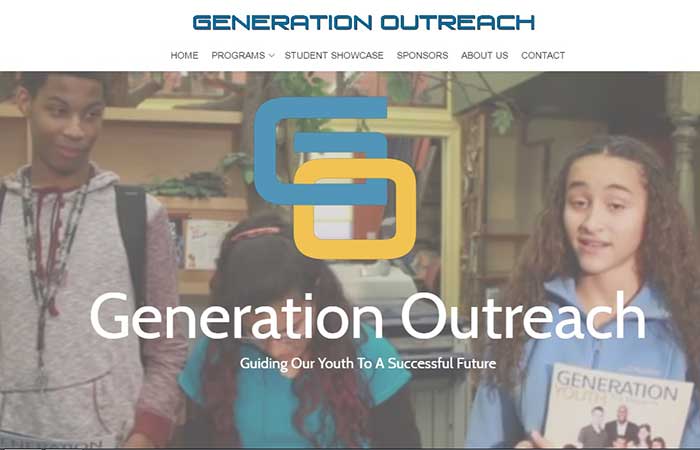 GENERATION OUTREACH
HOME PROGRAMS STUDENT SHOWCASE SPONSORS ABOUT US CONTACT
GO
Generation Outreach
Guiding Our Youth To A Successful Future
GENERATION
YOUTH